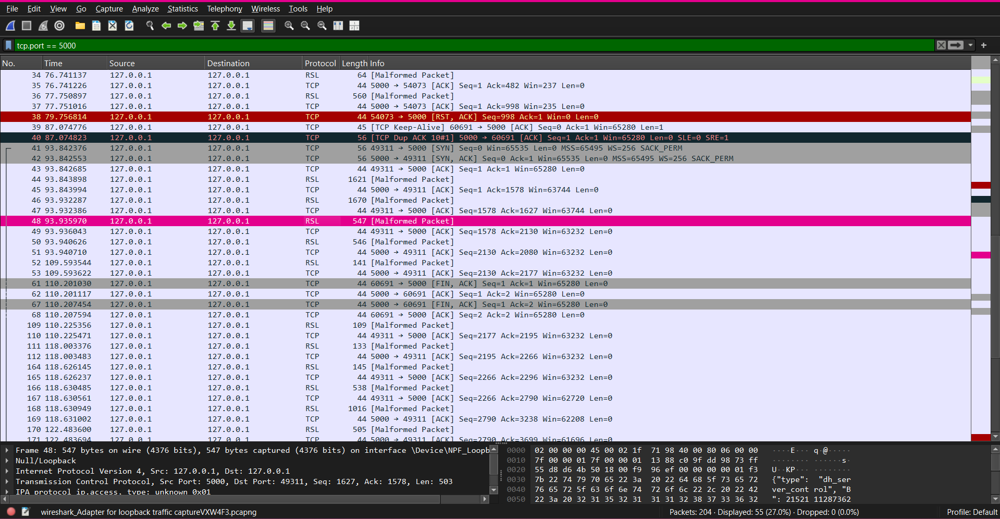 File Edit View Go Capture Analyze Statistics Telephony Wireless Tools Help
tcp.port == 5000
No. Time Source Destination Protocol Length Info
34 76.741137 127.0.0.1 127.0.0.1 RSL 64 [Malformed Packet]
35 76.741226 127.0.0.1 127.0.0.1 TCP 44 5000 → 54073 [ACK] Seq=1 Ack=482 Win=237 Len=0
36 77.750897 127.0.0.1 127.0.0.1 RSL 560 [Malformed Packet]
37 77.751016 127.0.0.1 127.0.0.1 TCP 44 5000 → 54073 [ACK] Seq=1 Ack=998 Win=235 Len=0
38 79.756814 127.0.0.1 127.0.0.1 TCP 44 54073 → 5000 [RST, ACK] Seq=998 Ack=1 Win=0 Len=0
39 87.074776 127.0.0.1 127.0.0.1 TCP 45 [TCP Keep-Alive] 60691 → 5000 [ACK] Seq=0 Ack=1 Win=65280 Len=1
40 87.074823 127.0.0.1 127.0.0.1 TCP 56 [TCP Dup ACK 10#1] 5000 → 60691 [ACK] Seq=1 Ack=1 Win=65280 Len=0 SLE=0 SRE=1
41 93.842376 127.0.0.1 127.0.0.1 TCP 56 49311 → 5000 [SYN] Seq=0 Win=65535 Len=0 MSS=65495 WS=256 SACK_PERM
42 93.842553 127.0.0.1 127.0.0.1 TCP 56 5000 → 49311 [SYN, ACK] Seq=0 Ack=1 Win=65535 Len=0 MSS=65495 WS=256 SACK_PERM
43 93.842685 127.0.0.1 127.0.0.1 TCP 44 49311 → 5000 [ACK] Seq=1 Ack=1 Win=65280 Len=0
44 93.843898 127.0.0.1 127.0.0.1 RSL 1621 [Malformed Packet]
45 93.843994 127.0.0.1 127.0.0.1 TCP 44 5000 → 49311 [ACK] Seq=1 Ack=1578 Win=63744 Len=0
46 93.932287 127.0.0.1 127.0.0.1 RSL 1670 [Malformed Packet]
47 93.932386 127.0.0.1 127.0.0.1 TCP 44 49311 → 5000 [ACK] Seq=1578 Ack=1627 Win=63744 Len=0
48 93.935970 127.0.0.1 127.0.0.1 RSL 547 [Malformed Packet]
49 93.936043 127.0.0.1 127.0.0.1 TCP 44 49311 → 5000 [ACK] Seq=1578 Ack=2130 Win=63232 Len=0
50 93.940626 127.0.0.1 127.0.0.1 RSL 546 [Malformed Packet]
51 93.940710 127.0.0.1 127.0.0.1 TCP 44 5000 → 49311 [ACK] Seq=2130 Ack=2080 Win=63232 Len=0
52 109.593544 127.0.0.1 127.0.0.1 RSL 141 [Malformed Packet]
53 109.593622 127.0.0.1 127.0.0.1 TCP 44 5000 → 49311 [ACK] Seq=2130 Ack=2177 Win=63232 Len=0
61 110.201030 127.0.0.1 127.0.0.1 TCP 44 60691 → 5000 [FIN, ACK] Seq=1 Ack=1 Win=65280 Len=0
62 110.201117 127.0.0.1 127.0.0.1 TCP 44 5000 → 60691 [ACK] Seq=1 Ack=2 Win=65280 Len=0
67 110.207454 127.0.0.1 127.0.0.1 TCP 44 5000 → 60691 [FIN, ACK] Seq=1 Ack=2 Win=65280 Len=0
68 110.207594 127.0.0.1 127.0.0.1 TCP 44 60691 → 5000 [ACK] Seq=2 Ack=2 Win=65280 Len=0
109 110.225356 127.0.0.1 127.0.0.1 RSL 109 [Malformed Packet]
110 110.225471 127.0.0.1 127.0.0.1 TCP 44 49311 → 5000 [ACK] Seq=2177 Ack=2195 Win=63232 Len=0
111 118.003376 127.0.0.1 127.0.0.1 RSL 133 [Malformed Packet]
112 118.003483 127.0.0.1 127.0.0.1 TCP 44 5000 → 49311 [ACK] Seq=2195 Ack=2266 Win=63232 Len=0
164 118.626145 127.0.0.1 127.0.0.1 RSL 145 [Malformed Packet]
165 118.626237 127.0.0.1 127.0.0.1 TCP 44 49311 → 5000 [ACK] Seq=2266 Ack=2296 Win=63232 Len=0
166 118.630485 127.0.0.1 127.0.0.1 RSL 538 [Malformed Packet]
167 118.630561 127.0.0.1 127.0.0.1 TCP 44 49311 → 5000 [ACK] Seq=2266 Ack=2790 Win=62720 Len=0
168 118.630949 127.0.0.1 127.0.0.1 RSL 1016 [Malformed Packet]
169 118.631002 127.0.0.1 127.0.0.1 TCP 44 5000 → 49311 [ACK] Seq=2790 Ack=3238 Win=62208 Len=0
170 122.483600 127.0.0.1 127.0.0.1 RSL 505 [Malformed Packet]
171 122.483694 127.0.0.1 127.0.0.1 TCP 44 5000 → 49311 [ACK] Seq=2790 Ack=3699 Win=61696 Len=0
Frame 48: 547 bytes on wire (4376 bits), 547 bytes captured (4376 bits) on interface \Device\NPF_Loopb
Null/Loopback
Internet Protocol Version 4, Src: 127.0.0.1, Dst: 127.0.0.1
Transmission Control Protocol, Src Port: 5000, Dst Port: 49311, Seq: 1627, Ack: 1578, Len: 503
IPA protocol ip.access, type: unknown 0x01
0000 02 00 00 00 45 00 02 1f 71 98 40 00 80 06 00 00 ····E··· q·@·····
0010 7f 00 00 01 7f 00 00 01 13 88 c0 9f dd 98 73 ff ········ ······s·
0020 55 d8 d6 4b 50 18 00 f9 96 ef 00 00 00 00 01 f3 U··KP··· ········
0030 7b 22 74 79 70 65 22 3a 20 22 64 68 5f 73 65 72 {"type": "dh_ser
0040 76 65 72 5f 63 6f 6e 74 72 6f 6c 22 2c 20 22 42 ver_cont rol", "B
0050 22 3a 20 32 31 35 32 31 31 31 32 38 37 33 36 32 ": 21521 11287362
wireshark_Adapter for loopback traffic captureVXW4F3.pcapng
Packets: 204 · Displayed: 55 (27.0%) · Dropped: 0 (0.0%)
Profile: Default